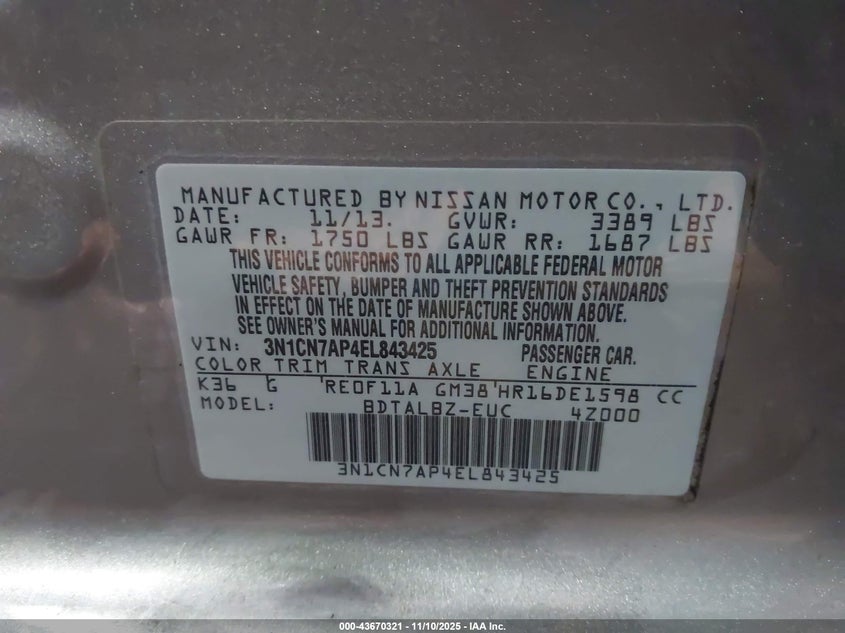 MANUFACTURED BY NISSAN MOTOR CO., LTD.
DATE: 11/13. GVWR: 3389 LBS
GAWR FR: 1750 LBS GAWR RR: 1687 LBS
THIS VEHICLE CONFORMS TO ALL APPLICABLE FEDERAL MOTOR
VEHICLE SAFETY, BUMPER AND THEFT PREVENTION STANDARDS
IN EFFECT ON THE DATE OF MANUFACTURE SHOWN ABOVE.
SEE OWNER'S MANUAL FOR ADDITIONAL INFORMATION.
VIN: 3N1CN7AP4EL843425 PASSENGER CAR.
COLOR TRIM TRANS AXLE ENGINE
K36 G RE0F11A GM38 HR16DE1598 CC
MODEL: BDTALBZ-EUC 4Z000
3N1CN7AP4EL843425
000-43670321 - 11/10/2025 - IAA Inc.